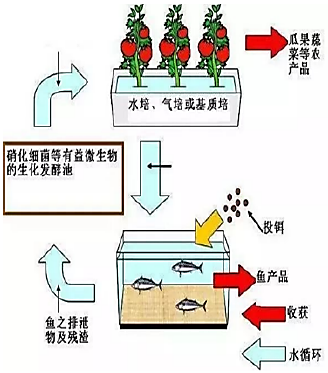 瓜果蔬
菜等农
产品
水培、气培或基质培
硝化细菌等有益微生物
的生化发酵池
投饵
鱼产品
收获
鱼之排泄
物及残渣
水循环